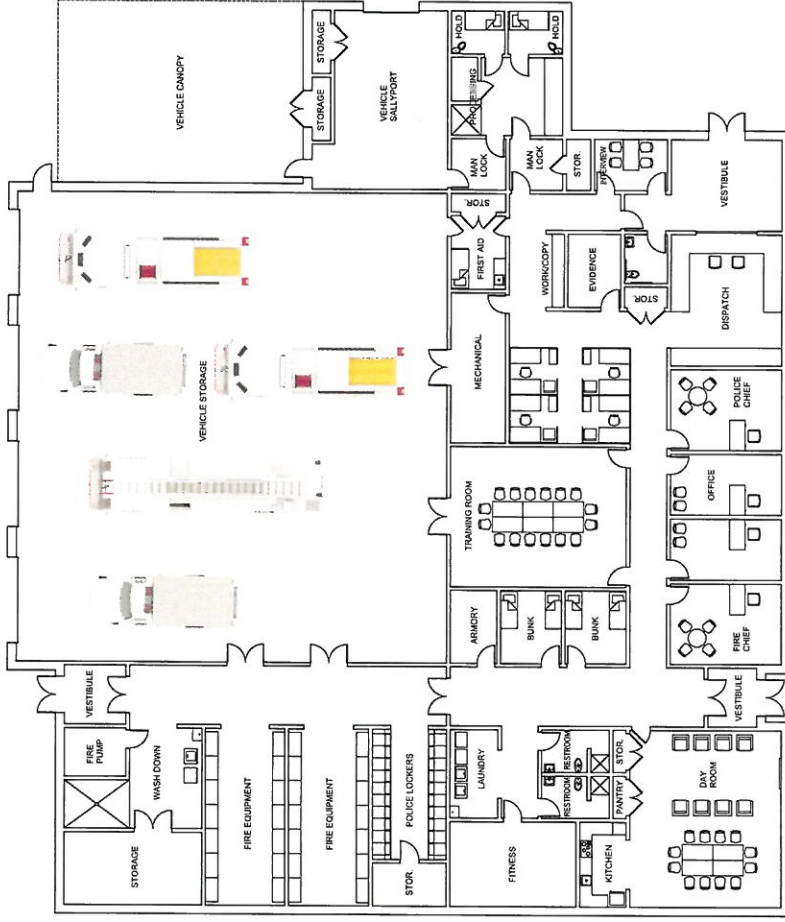 STORAGE
FIRE
PUMP
VESTIBULE
WASH DOWN
FIRE EQUIPMENT
FIRE EQUIPMENT
POLICE LOCKERS
STOR.
VEHICLE STORAGE
VEHICLE CANOPY
STORAGE
STORAGE
VEHICLE
SALLYPORT
FITNESS
LAUNDRY
ARMORY
BUNK
BUNK
TRAINING ROOM
MECHANICAL
FIRST AID
STOR.
MAN
LOCK
PROCESSING
HOLD
HOLD
MAN
LOCK
STOR.
INTERVIEW
WORK/COPY
EVIDENCE
STOR.
RESTROOM
RESTROOM
KITCHEN
PANTRY
STOR.
DAY
ROOM
VESTIBULE
FIRE
CHIEF
OFFICE
POLICE
CHIEF
DISPATCH
VESTIBULE